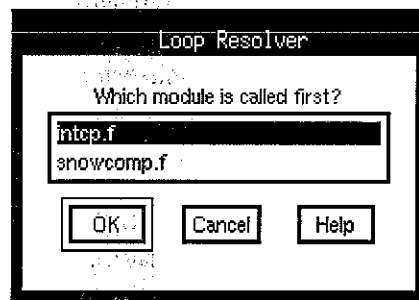 Loop Resolver
Which module is called first?
intcp.f
snowcomp.f
OK Cancel Help